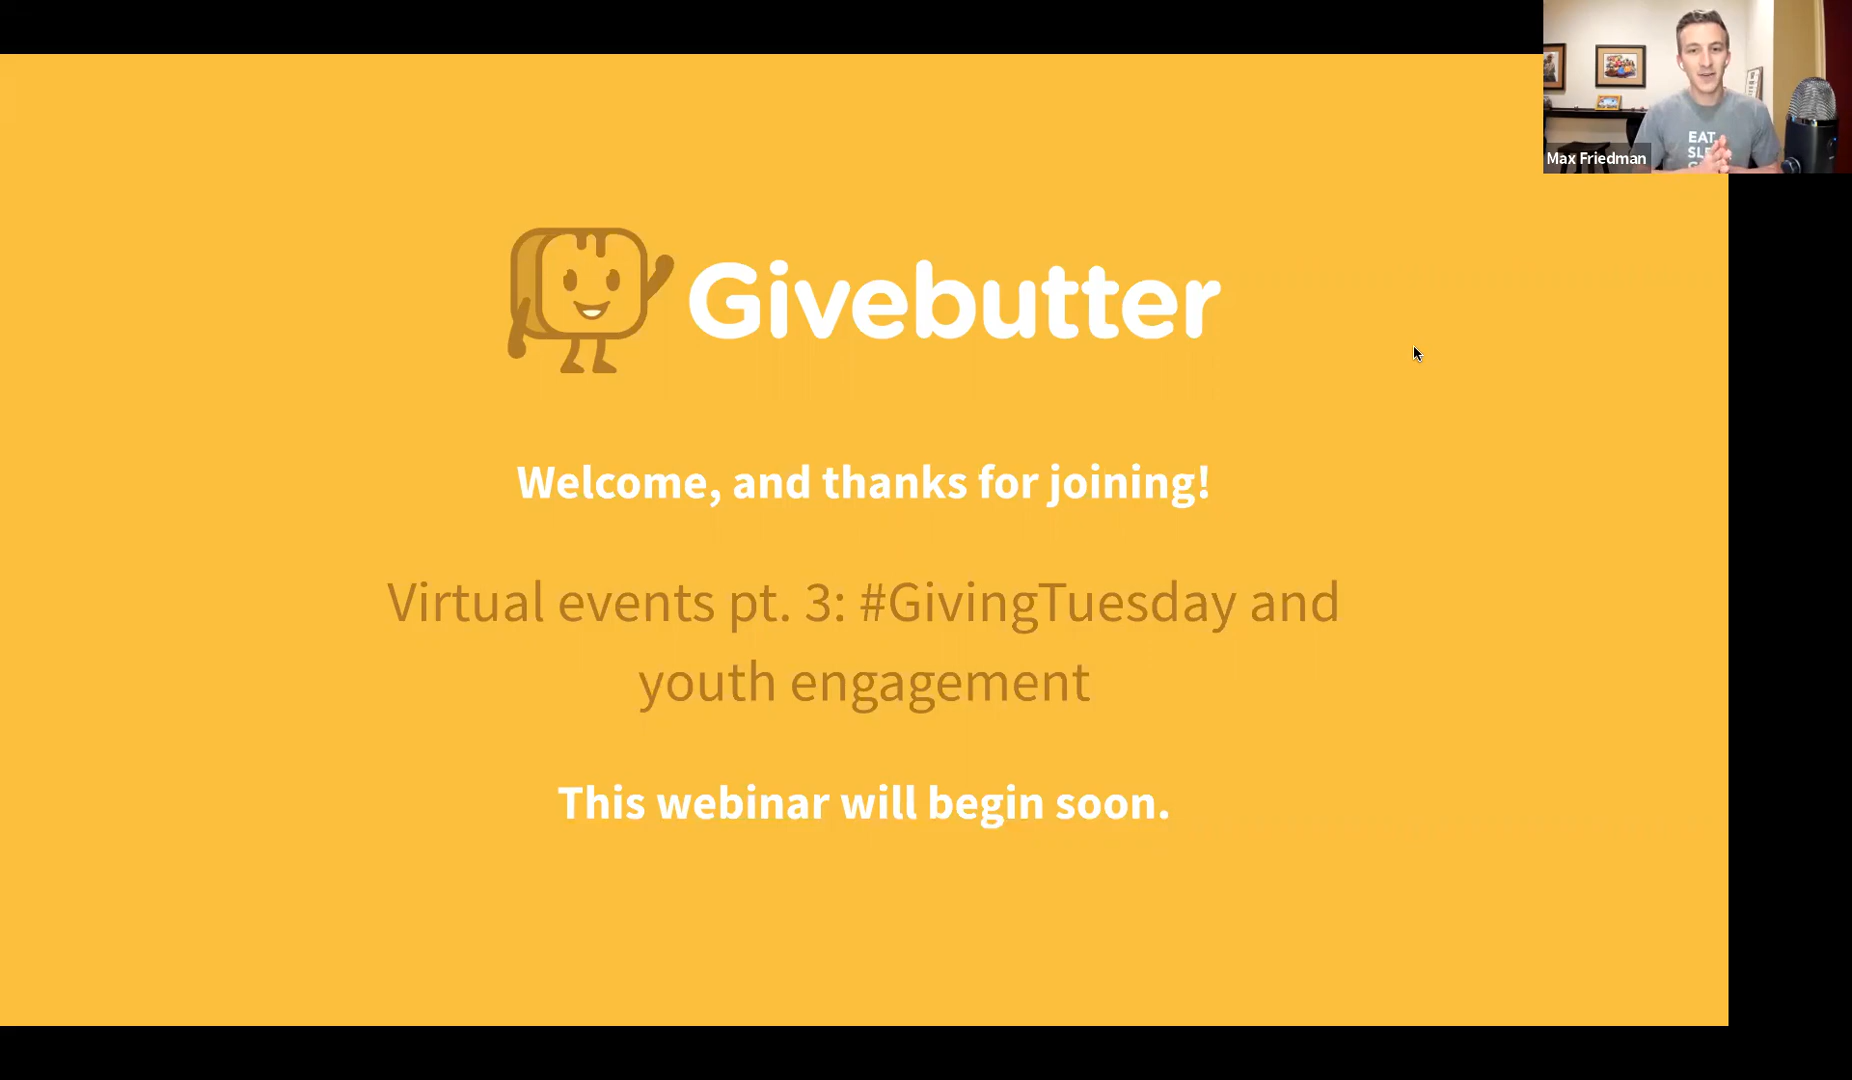 Givebutter
Welcome, and thanks for joining!
Virtual events pt. 3: #GivingTuesday and
youth engagement
This webinar will begin soon.
Max Friedman
EAT